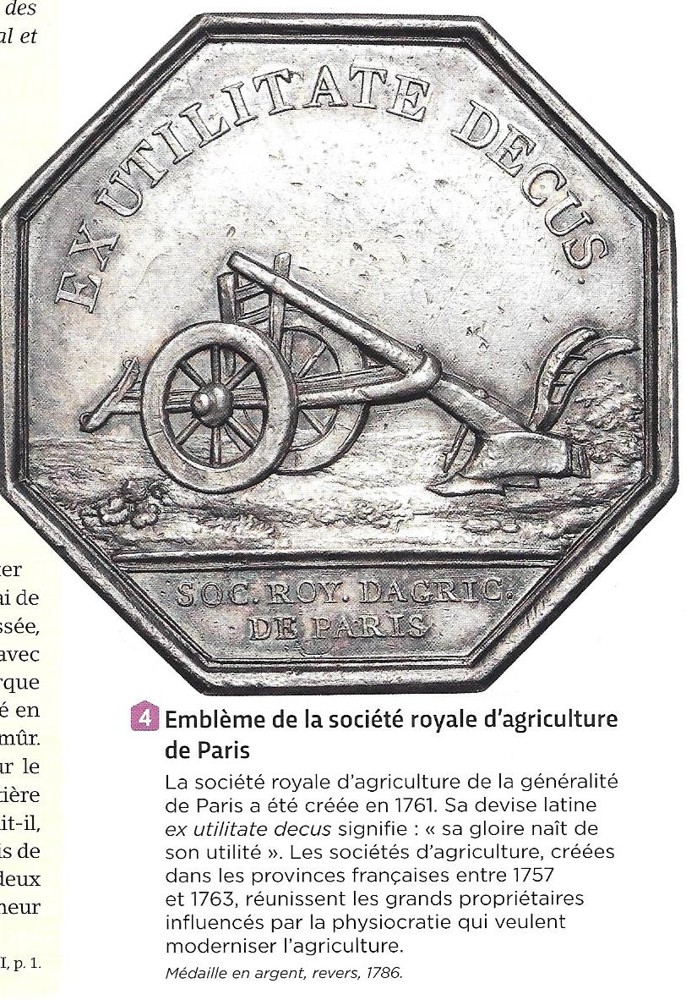 des
al et
EX UTILITATE DECUS.
SOC. ROY. DAGRIC.
DE PARIS
ter
ai de
ssée,
avec
rque
é en
mûr.
ur le
tière
it-il,
is de
deux
neur
I, p. 1.
4 Emblème de la société royale d'agriculture
de Paris
La société royale d'agriculture de la généralité
de Paris a été créée en 1761. Sa devise latine
ex utilitate decus signifie : « sa gloire naît de
son utilité ». Les sociétés d'agriculture, créées
dans les provinces françaises entre 1757
et 1763, réunissent les grands propriétaires
influencés par la physiocratie qui veulent
moderniser l'agriculture.
Médaille en argent, revers, 1786.